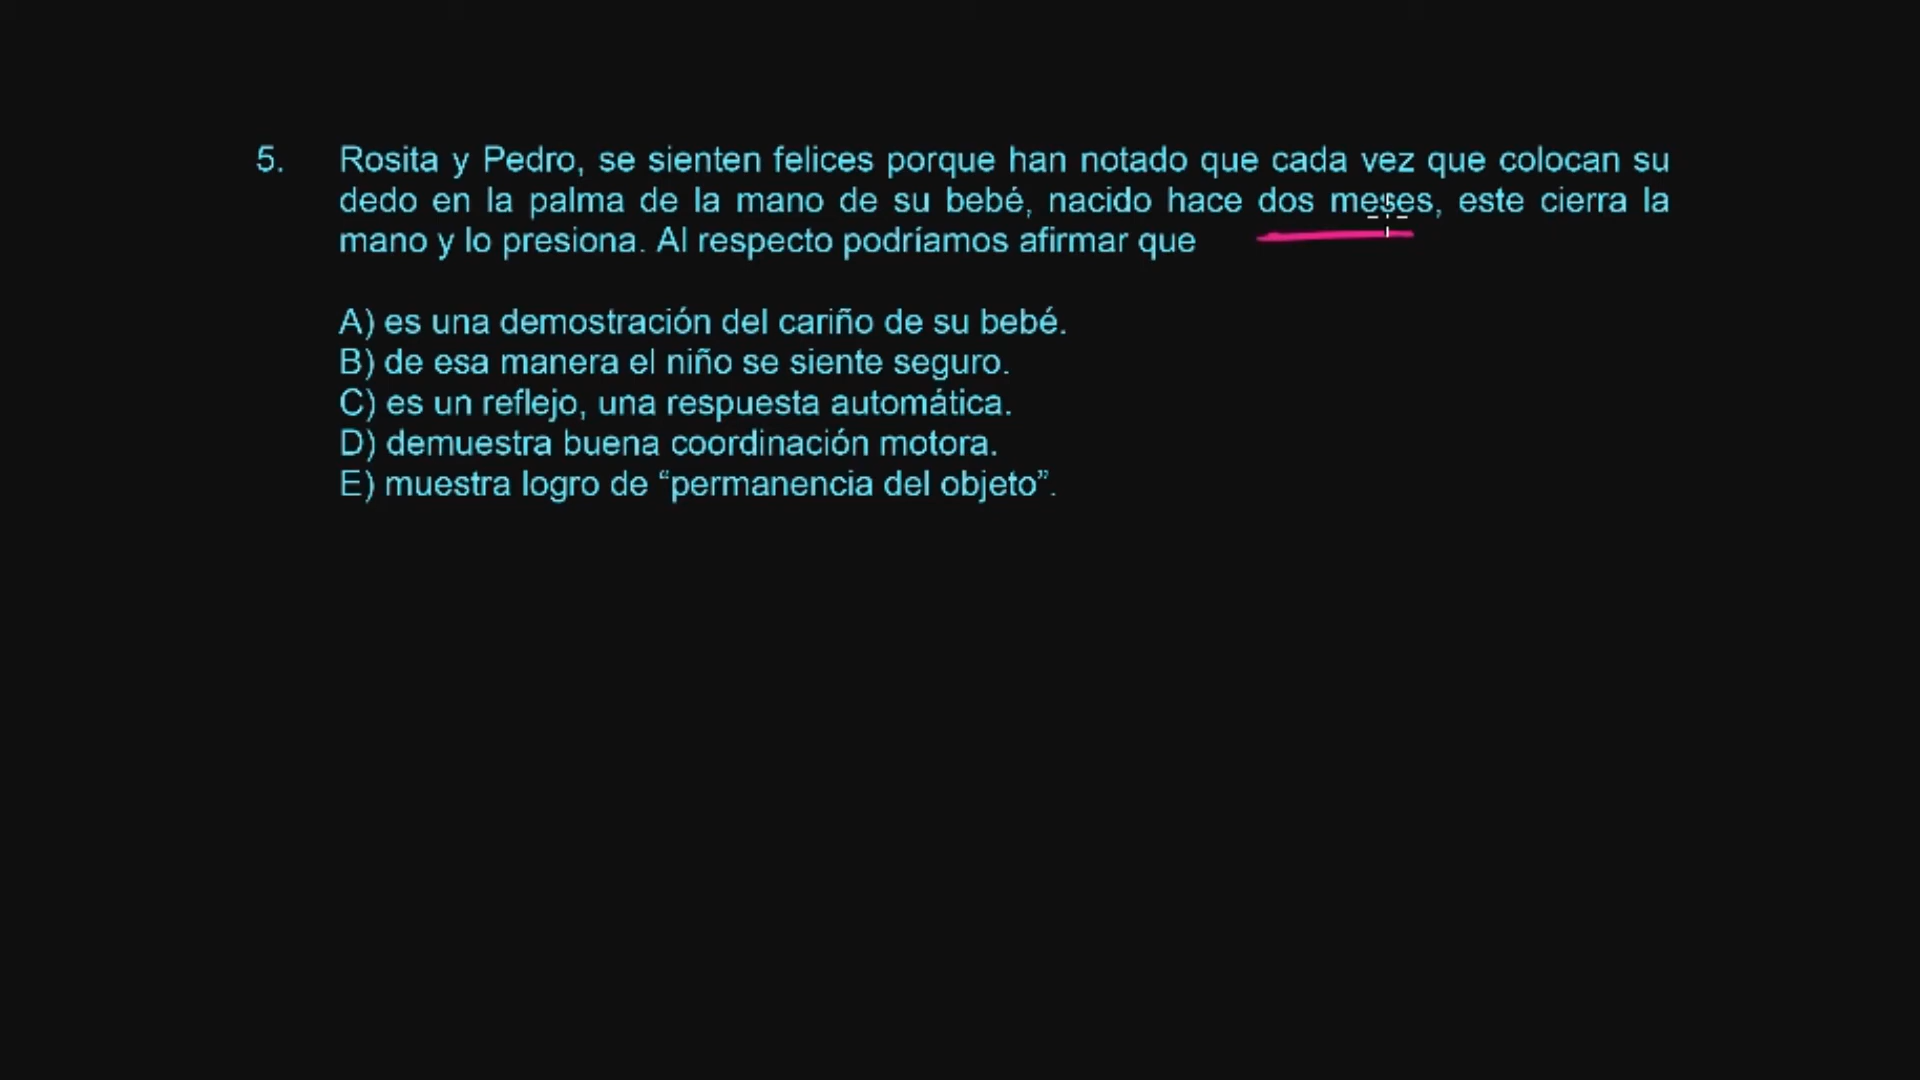 5. Rosita y Pedro, se sienten felices porque han notado que cada vez que colocan su
dedo en la palma de la mano de su bebé, nacido hace dos meses, este cierra la
mano y lo presiona. Al respecto podríamos afirmar que
A) es una demostración del cariño de su bebé.
B) de esa manera el niño se siente seguro.
C) es un reflejo, una respuesta automática.
D) demuestra buena coordinación motora.
E) muestra logro de “permanencia del objeto”.